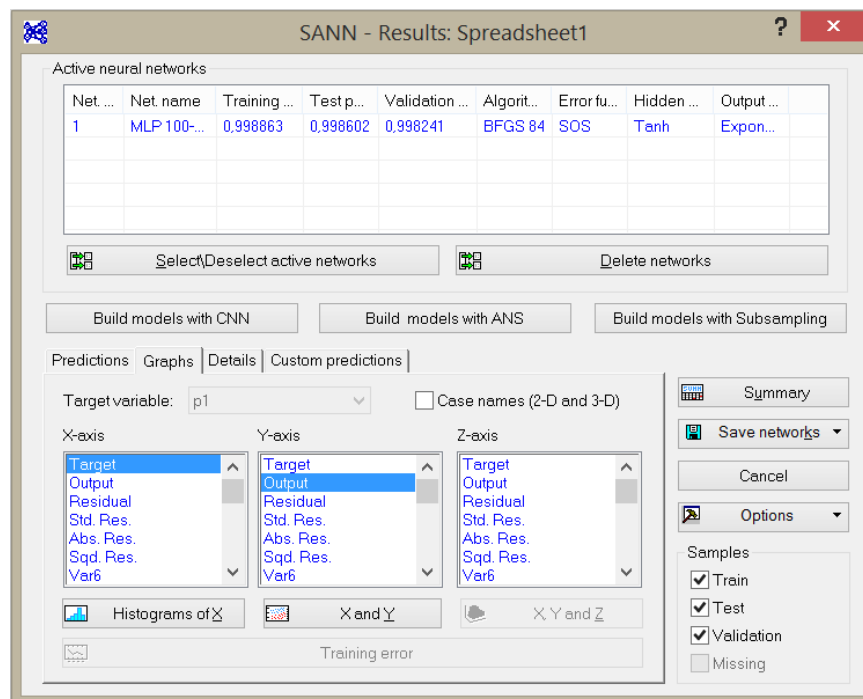 SANN - Results: Spreadsheet1 ?
Active neural networks
Net. ... Net. name Training ... Test p... Validation ... Algorit... Error fu... Hidden ... Output ...
1 MLP 100-... 0,998863 0,998602 0,998241 BFGS 84 SOS Tanh Expon...
Select\Deselect active networks Delete networks
Build models with CNN Build models with ANS Build models with Subsampling
Predictions Graphs Details Custom predictions
Target variable: p1 Case names (2-D and 3-D)
X-axis Y-axis Z-axis
Target Target Target
Output Output Output
Residual Residual Residual
Std. Res. Std. Res. Std. Res.
Abs. Res. Abs. Res. Abs. Res.
Sqd. Res. Sqd. Res. Sqd. Res.
Var6 Var6 Var6
Histograms of X X and Y X, Y and Z
Training error
Summary
Save networks
Cancel
Options
Samples
Train
Test
Validation
Missing